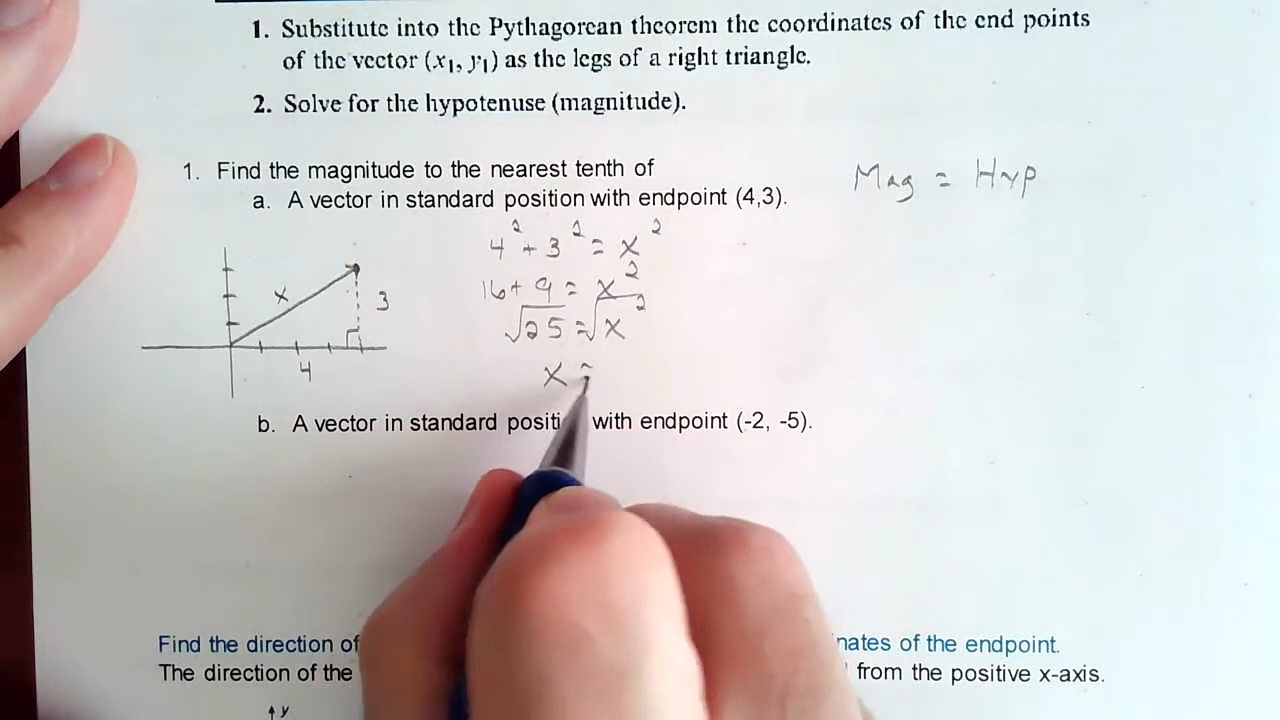 1. Substitute into the Pythagorean theorem the coordinates of the end points
of the vector (x₁, y₁) as the legs of a right triangle.
2. Solve for the hypotenuse (magnitude).
1. Find the magnitude to the nearest tenth of
a. A vector in standard position with endpoint (4,3).
Mag = Hyp
4² + 3² = x²
16 + 9 = x²
√25 = √x²
x =
x
3
4
b. A vector in standard positi with endpoint (-2, -5).
Find the direction of nates of the endpoint.
The direction of the from the positive x-axis.
y